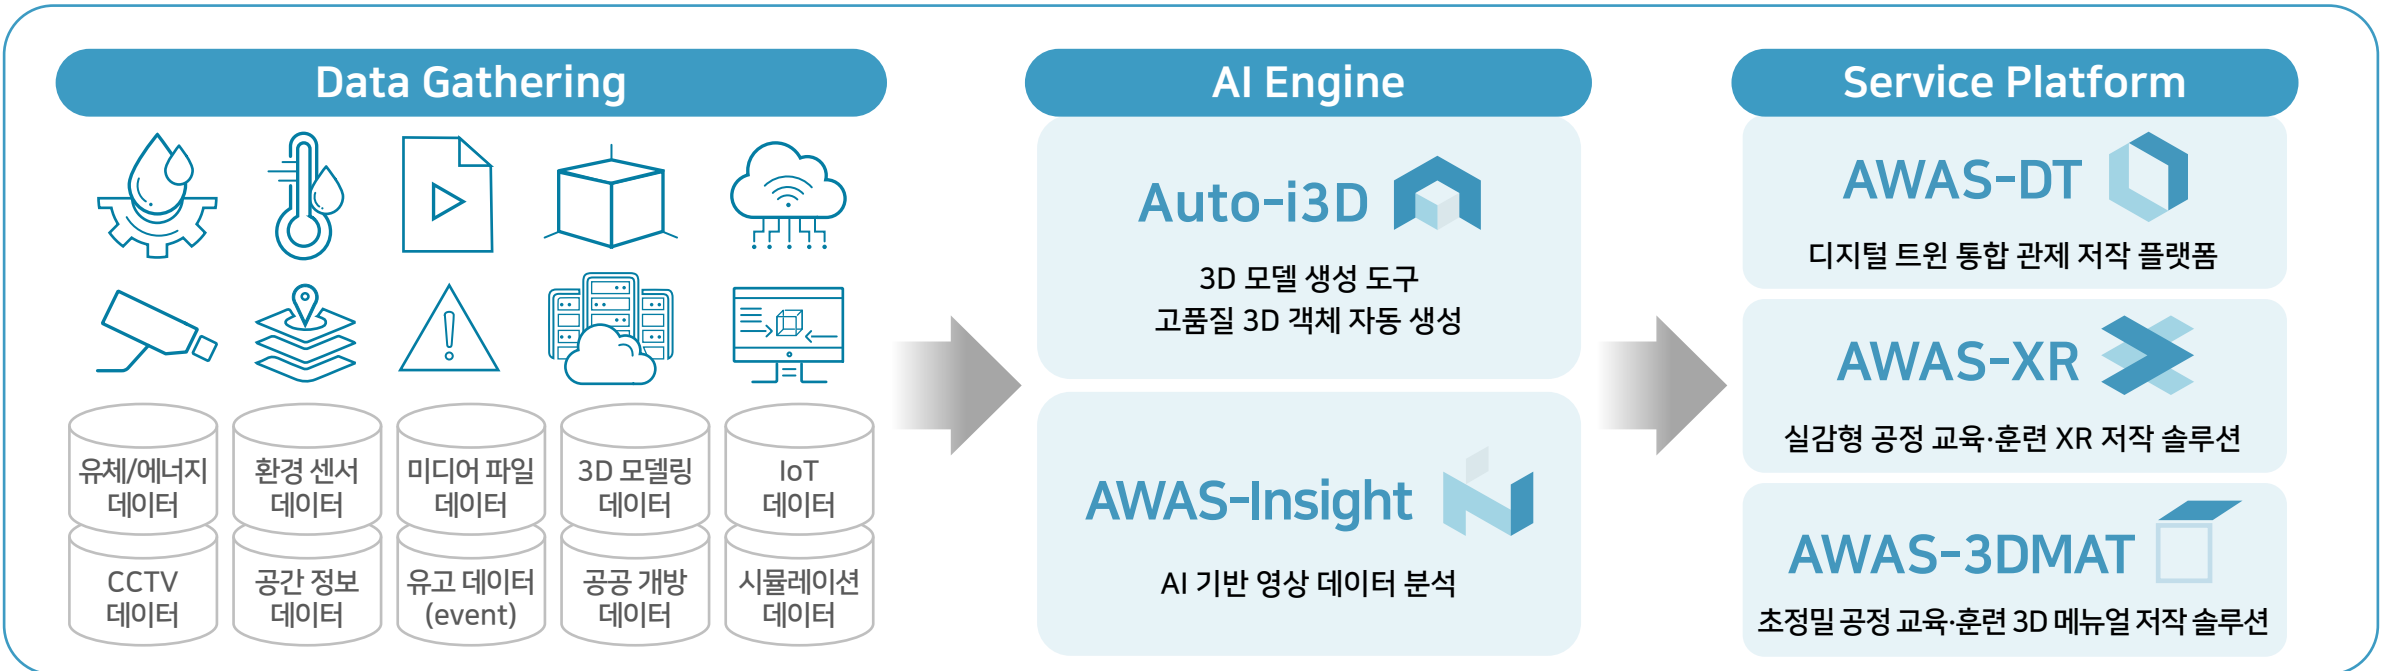 Data Gathering
유체/에너지
데이터
환경 센서
데이터
미디어 파일
데이터
3D 모델링
데이터
IoT
데이터
CCTV
데이터
공간 정보
데이터
유고 데이터
(event)
공공 개방
데이터
시뮬레이션
데이터
AI Engine
Auto-i3D
3D 모델 생성 도구
고품질 3D 객체 자동 생성
AWAS-Insight
AI 기반 영상 데이터 분석
Service Platform
AWAS-DT
디지털 트윈 통합 관제 저작 플랫폼
AWAS-XR
실감형 공정 교육·훈련 XR 저작 솔루션
AWAS-3DMAT
초정밀 공정 교육·훈련 3D 메뉴얼 저작 솔루션